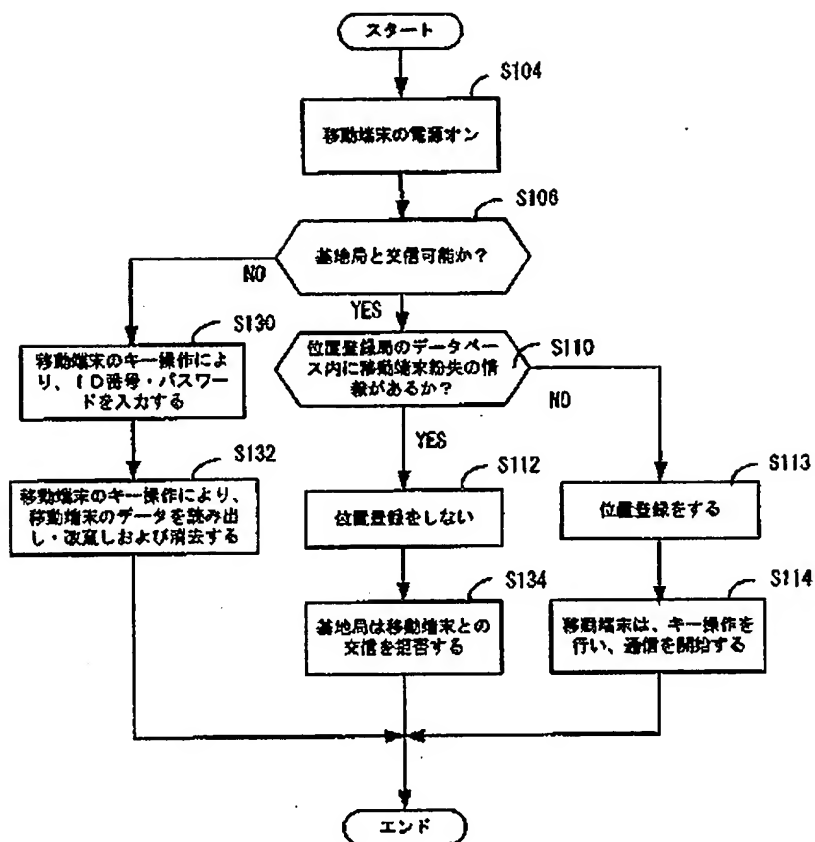 スタート
S104
移動端末の電源オン
S106
基地局と交信可能か?
NO
YES
S130
移動端末のキー操作によ
り、ID番号・パスワー
ドを入力する
位置登録局のデータベー
ス内に移動端末紛失の情
報があるか?
S110
NO
YES
S132
移動端末のキー操作により、
移動端末のデータを読み出
し・改竄しおよび消去する
S112
位置登録をしない
S113
位置登録をする
S134
基地局は移動端末との
交信を拒否する
S114
移動端末は、キー操作を
行い、通信を開始する
エンド